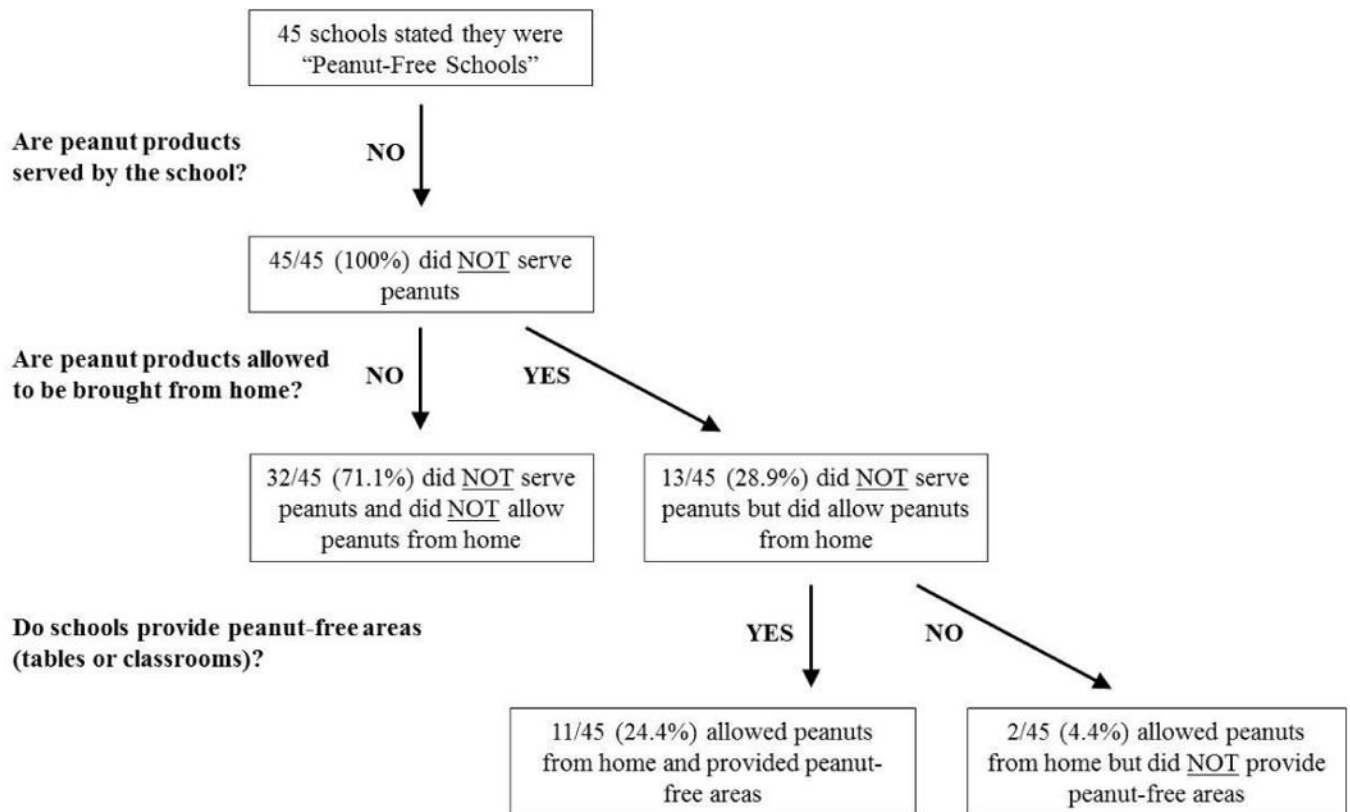 45 schools stated they were
“Peanut-Free Schools”
Are peanut products
served by the school?
NO
45/45 (100%) did NOT serve
peanuts
Are peanut products allowed
to be brought from home?
NO
YES
32/45 (71.1%) did NOT serve
peanuts and did NOT allow
peanuts from home
13/45 (28.9%) did NOT serve
peanuts but did allow peanuts
from home
Do schools provide peanut-free areas
(tables or classrooms)?
YES
NO
11/45 (24.4%) allowed peanuts
from home and provided peanut-
free areas
2/45 (4.4%) allowed peanuts
from home but did NOT provide
peanut-free areas